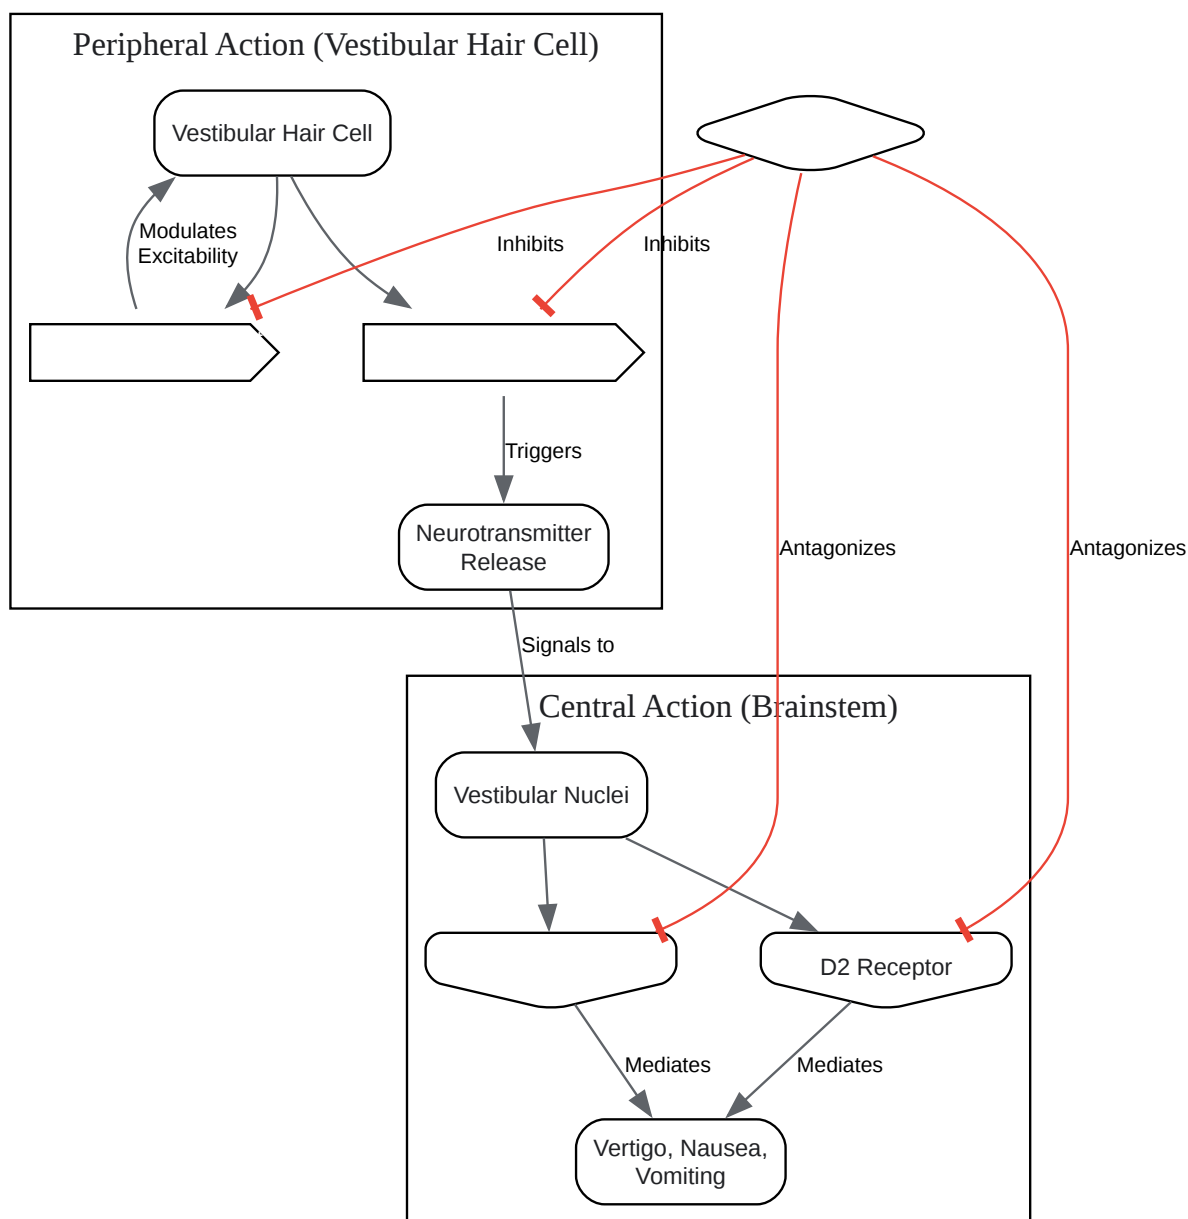 Peripheral Action (Vestibular Hair Cell)
Vestibular Hair Cell
Modulates
Excitability
Inhibits
Inhibits
Triggers
Neurotransmitter
Release
Antagonizes
Antagonizes
Signals to
Central Action (Brainstem)
Vestibular Nuclei
D2 Receptor
Mediates
Mediates
Vertigo, Nausea,
Vomiting